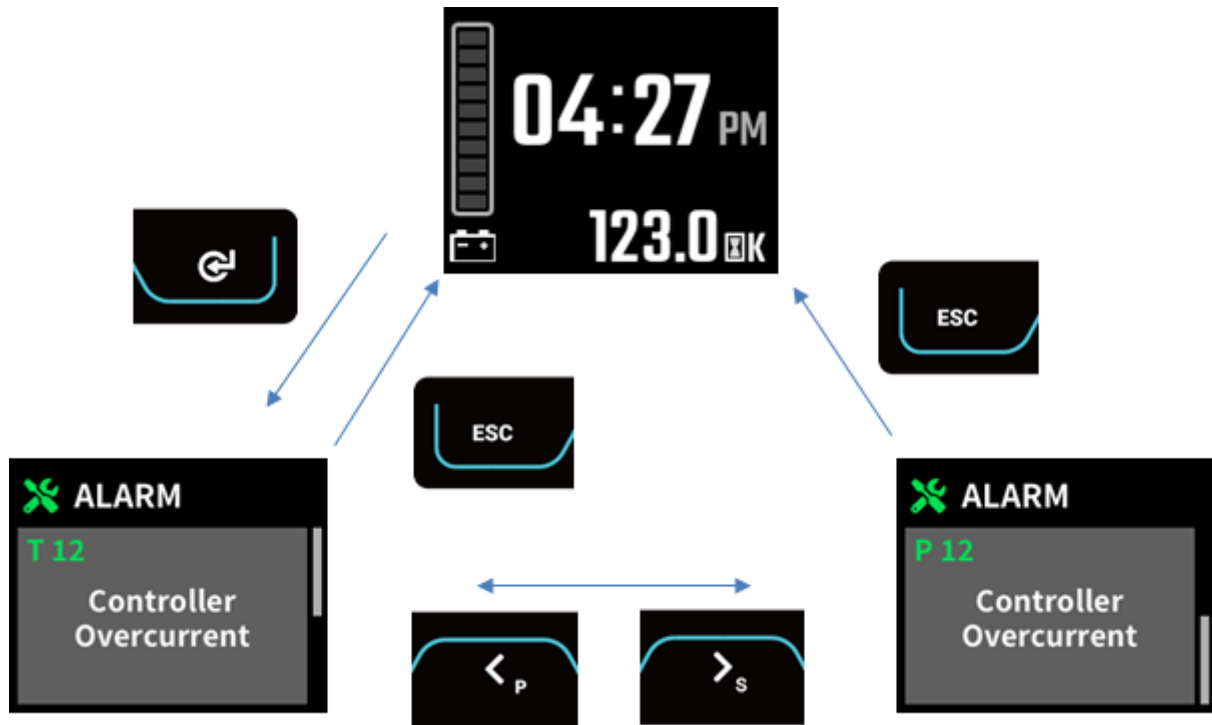 04:27 PM
123.0 K
ESC
ESC
ALARM
T 12
Controller
Overcurrent
ALARM
P 12
Controller
Overcurrent
< P
> S